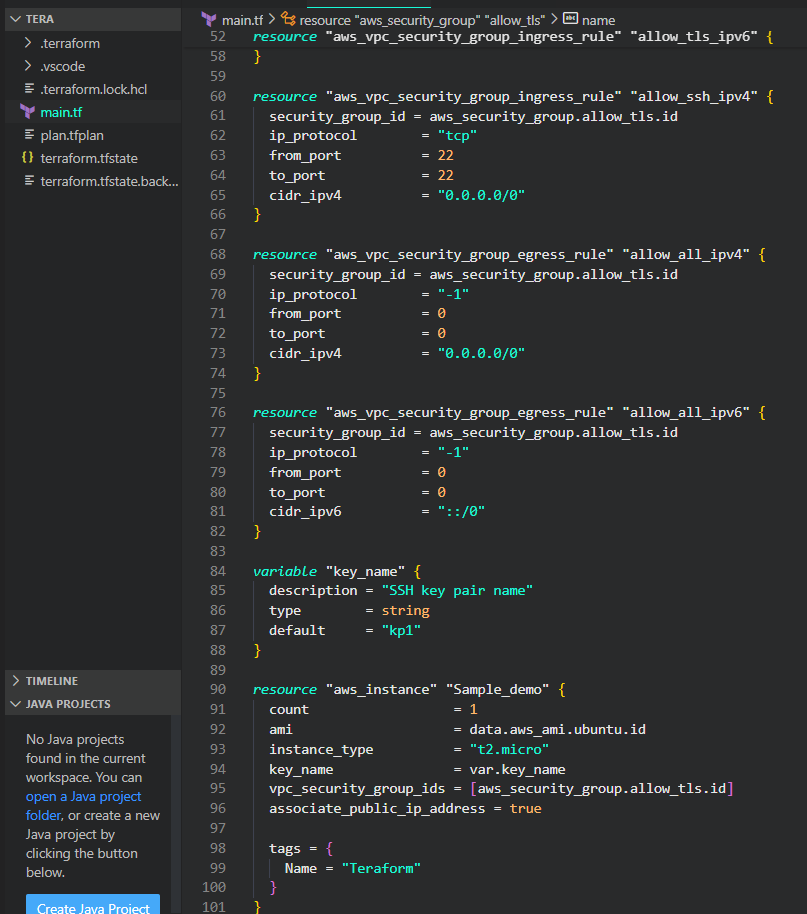 TERA
.terraform
.vscode
.terraform.lock.hcl
main.tf
plan.tfplan
{} terraform.tfstate
terraform.tfstate.back...
TIMELINE
JAVA PROJECTS
No Java projects
found in the current
workspace. You can
open a Java project
folder, or create a new
Java project by
clicking the button
below.
Create Java Project
main.tf > resource "aws_security_group" "allow_tls" > abc name
52 resource "aws_vpc_security_group_ingress_rule" "allow_tls_ipv6" {
58 }
59
60 resource "aws_vpc_security_group_ingress_rule" "allow_ssh_ipv4" {
61   security_group_id = aws_security_group.allow_tls.id
62   ip_protocol        = "tcp"
63   from_port          = 22
64   to_port            = 22
65   cidr_ipv4          = "0.0.0.0/0"
66 }
67
68 resource "aws_vpc_security_group_egress_rule" "allow_all_ipv4" {
69   security_group_id = aws_security_group.allow_tls.id
70   ip_protocol        = "-1"
71   from_port          = 0
72   to_port            = 0
73   cidr_ipv4          = "0.0.0.0/0"
74 }
75
76 resource "aws_vpc_security_group_egress_rule" "allow_all_ipv6" {
77   security_group_id = aws_security_group.allow_tls.id
78   ip_protocol        = "-1"
79   from_port          = 0
80   to_port            = 0
81   cidr_ipv6          = "::/0"
82 }
83
84 variable "key_name" {
85   description = "SSH key pair name"
86   type        = string
87   default     = "kp1"
88 }
89
90 resource "aws_instance" "Sample_demo" {
91   count                  = 1
92   ami                    = data.aws_ami.ubuntu.id
93   instance_type          = "t2.micro"
94   key_name               = var.key_name
95   vpc_security_group_ids = [aws_security_group.allow_tls.id]
96   associate_public_ip_address = true
97
98   tags = {
99     Name = "Teraform"
100   }
101 }